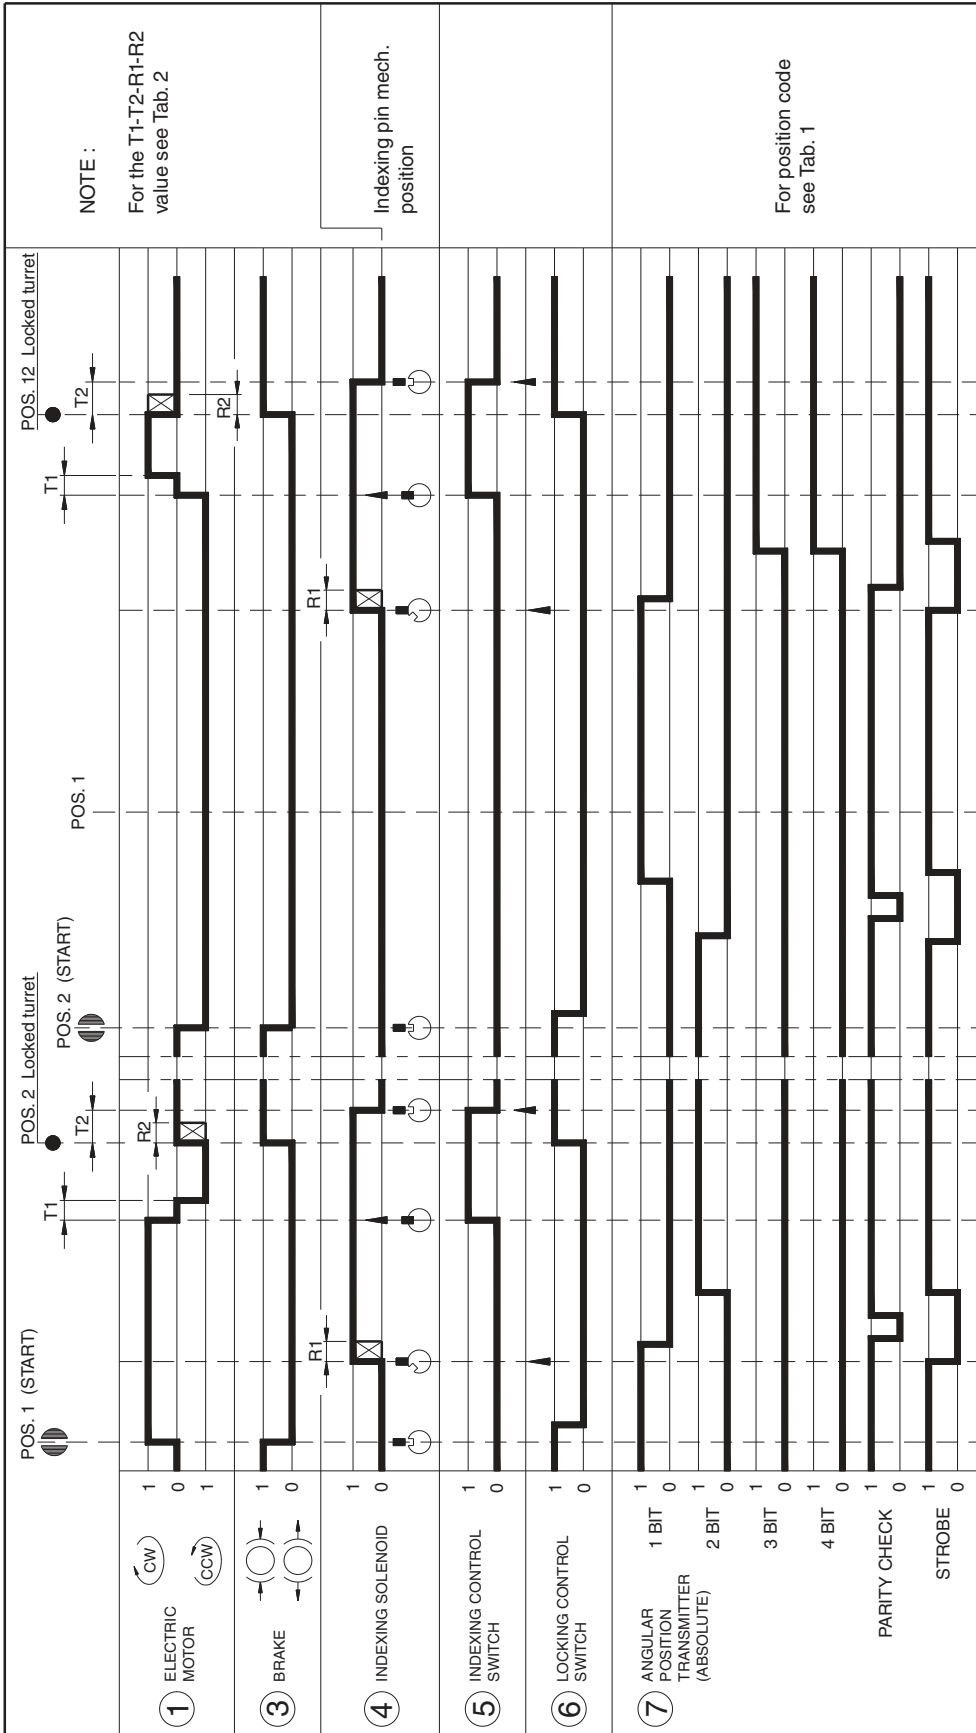 POS. 1 (START)
POS. 2 Locked turret
POS. 2 (START)
POS. 1
POS. 12 Locked turret
T1
R2
T2
T1
T2
R2
NOTE :
For the T1-T2-R1-R2
value see Tab. 2
1
ELECTRIC
MOTOR
CW
CCW
1
0
1
3
BRAKE
1
0
4
INDEXING SOLENOID
1
0
R1
R1
Indexing pin mech.
position
5
INDEXING CONTROL
SWITCH
1
0
6
LOCKING CONTROL
SWITCH
1
0
7
ANGULAR
POSITION
TRANSMITTER
(ABSOLUTE)
1 BIT
1
0
2 BIT
1
0
3 BIT
1
0
4 BIT
1
0
PARITY CHECK
1
0
STROBE
1
0
For position code
see Tab. 1